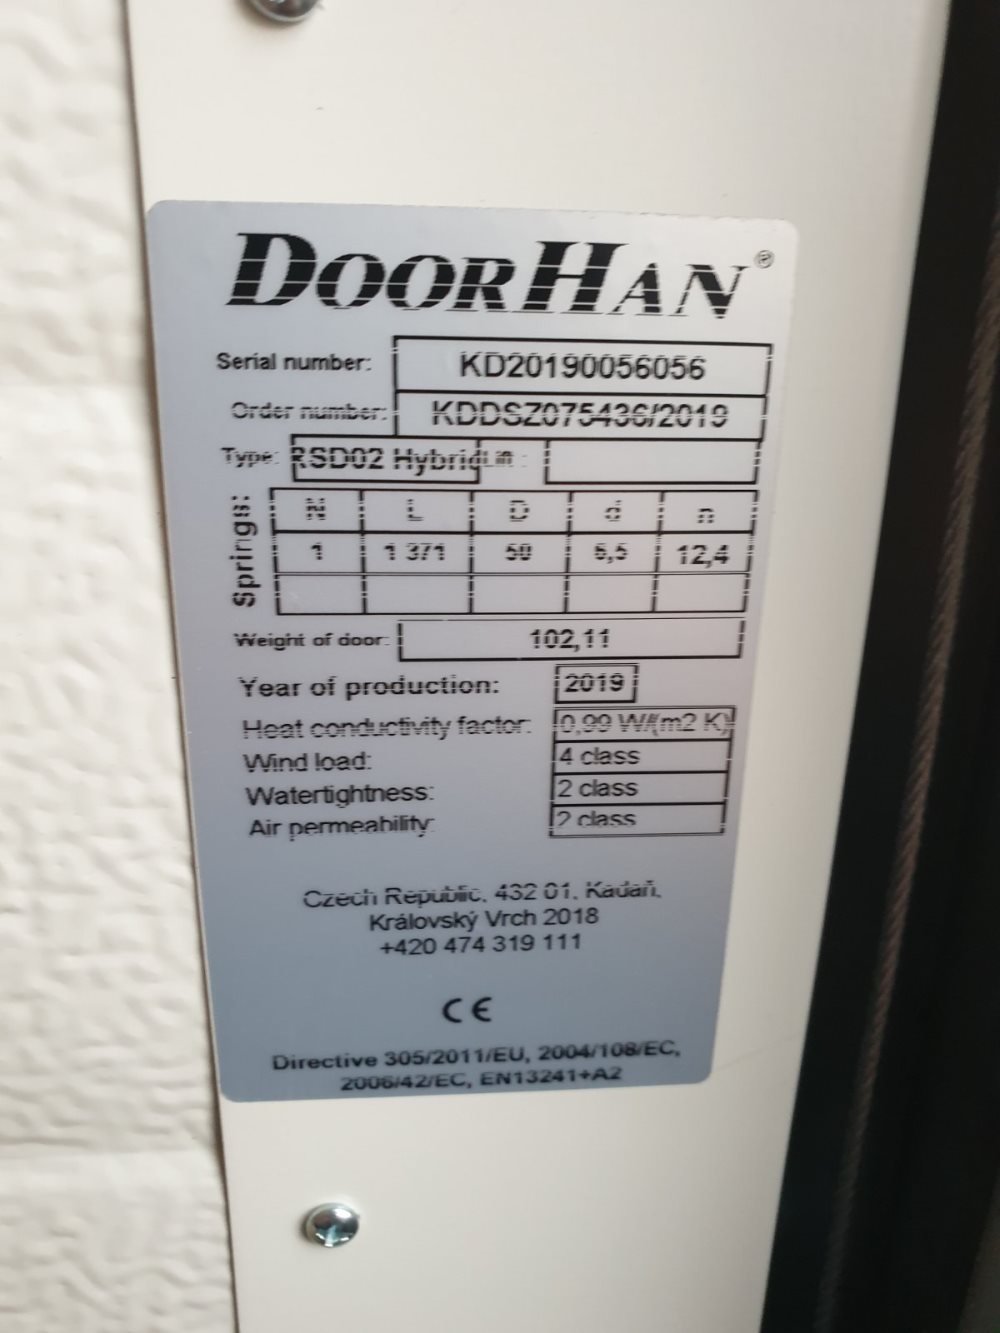 DOORHAN®
Serial number: KD20190056056
Order number: KDDSZ075436/2019
Type: RSD02 Hybrid Lift :
Springs:
N L D d n
1 1 371 50 5,5 12,4
Weight of door: 102,11
Year of production: 2019
Heat conductivity factor: 0,99 W/(m2 K)
Wind load: 4 class
Watertightness: 2 class
Air permeability: 2 class
Czech Republic, 432 01, Kadaň,
Královský Vrch 2018
+420 474 319 111
CE
Directive 305/2011/EU, 2004/108/EC,
2006/42/EC, EN13241+A2